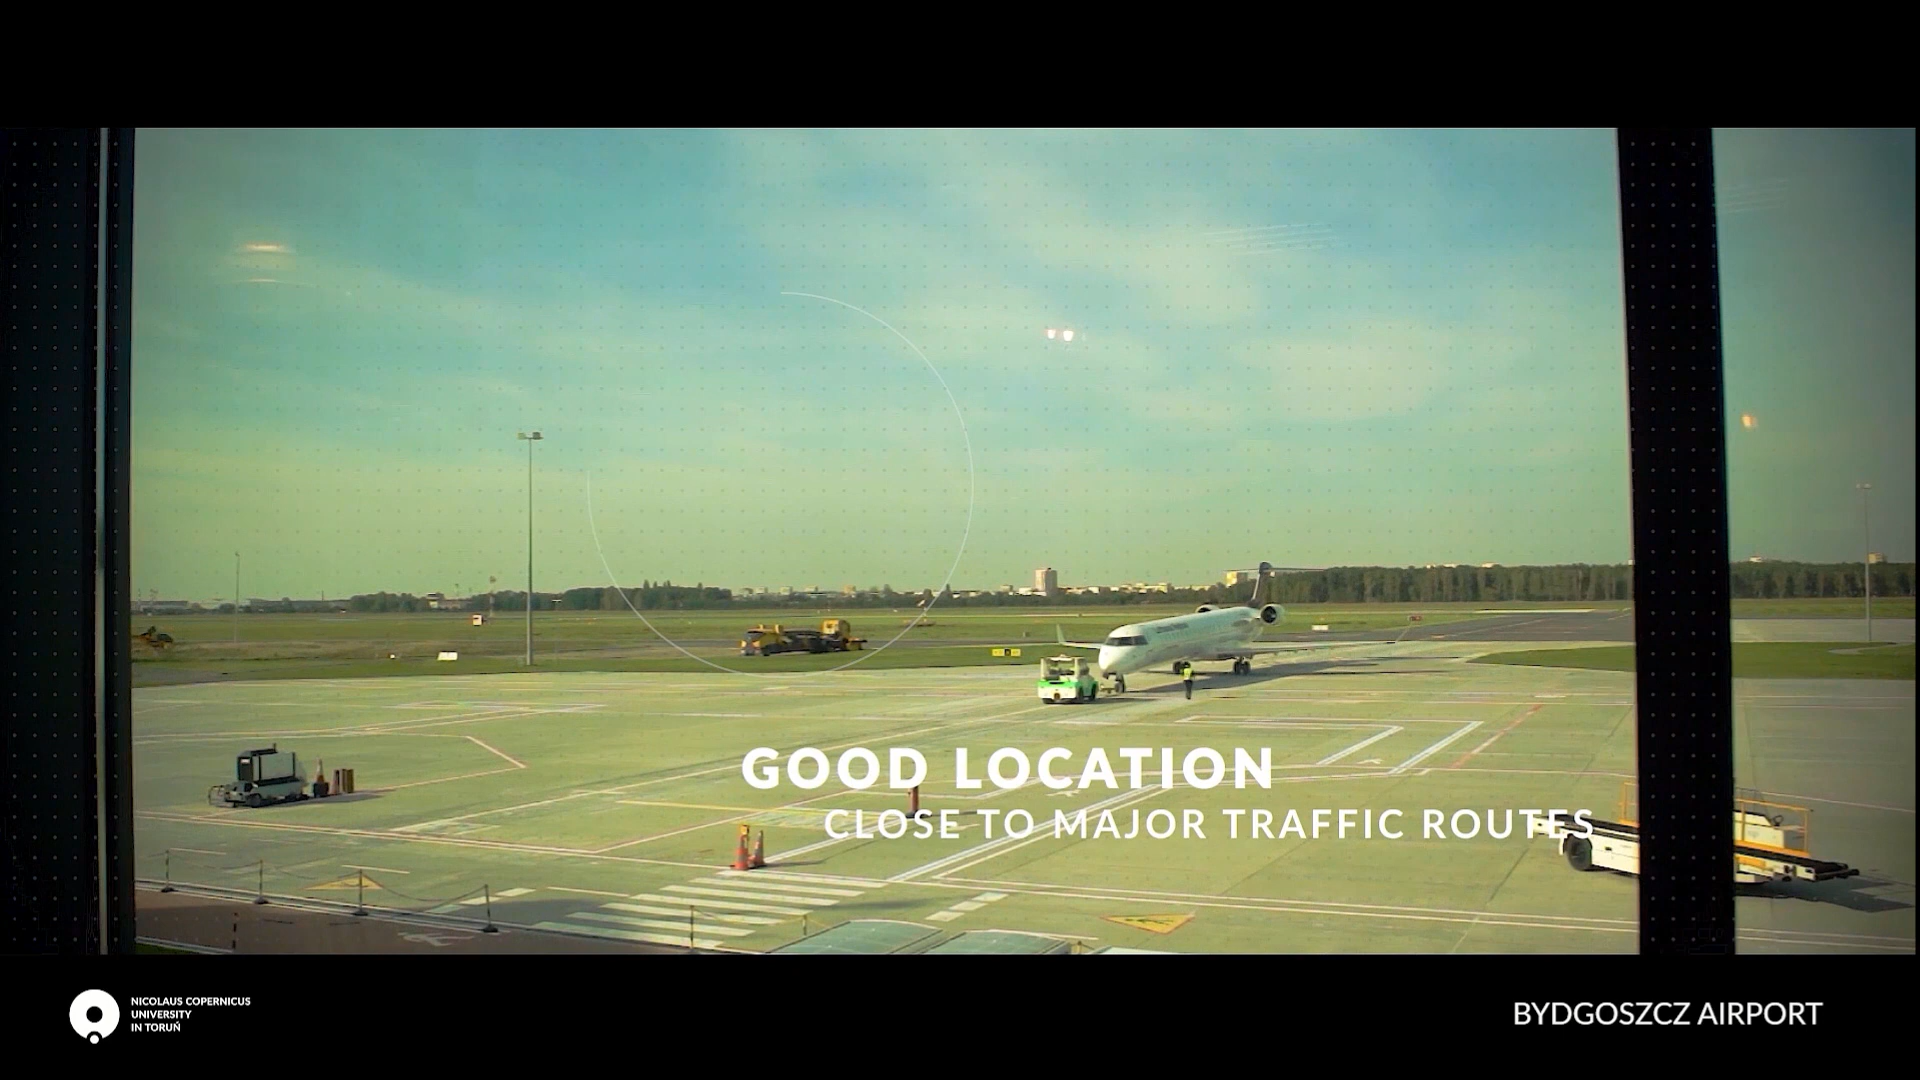 GOOD LOCATION
CLOSE TO MAJOR TRAFFIC ROUTES
NICOLAUS COPERNICUS
UNIVERSITY
IN TORUŃ
BYDGOSZCZ AIRPORT